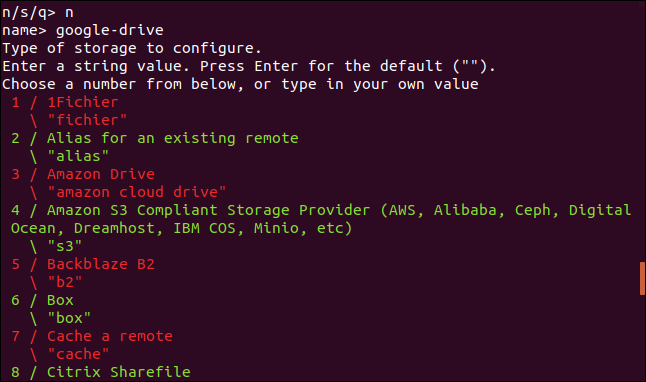 n/s/q> n
name> google-drive
Type of storage to configure.
Enter a string value. Press Enter for the default ("").
Choose a number from below, or type in your own value
 1 / 1Fichier
   \ "fichier"
 2 / Alias for an existing remote
   \ "alias"
 3 / Amazon Drive
   \ "amazon cloud drive"
 4 / Amazon S3 Compliant Storage Provider (AWS, Alibaba, Ceph, Digital
Ocean, Dreamhost, IBM COS, Minio, etc)
   \ "s3"
 5 / Backblaze B2
   \ "b2"
 6 / Box
   \ "box"
 7 / Cache a remote
   \ "cache"
 8 / Citrix Sharefile